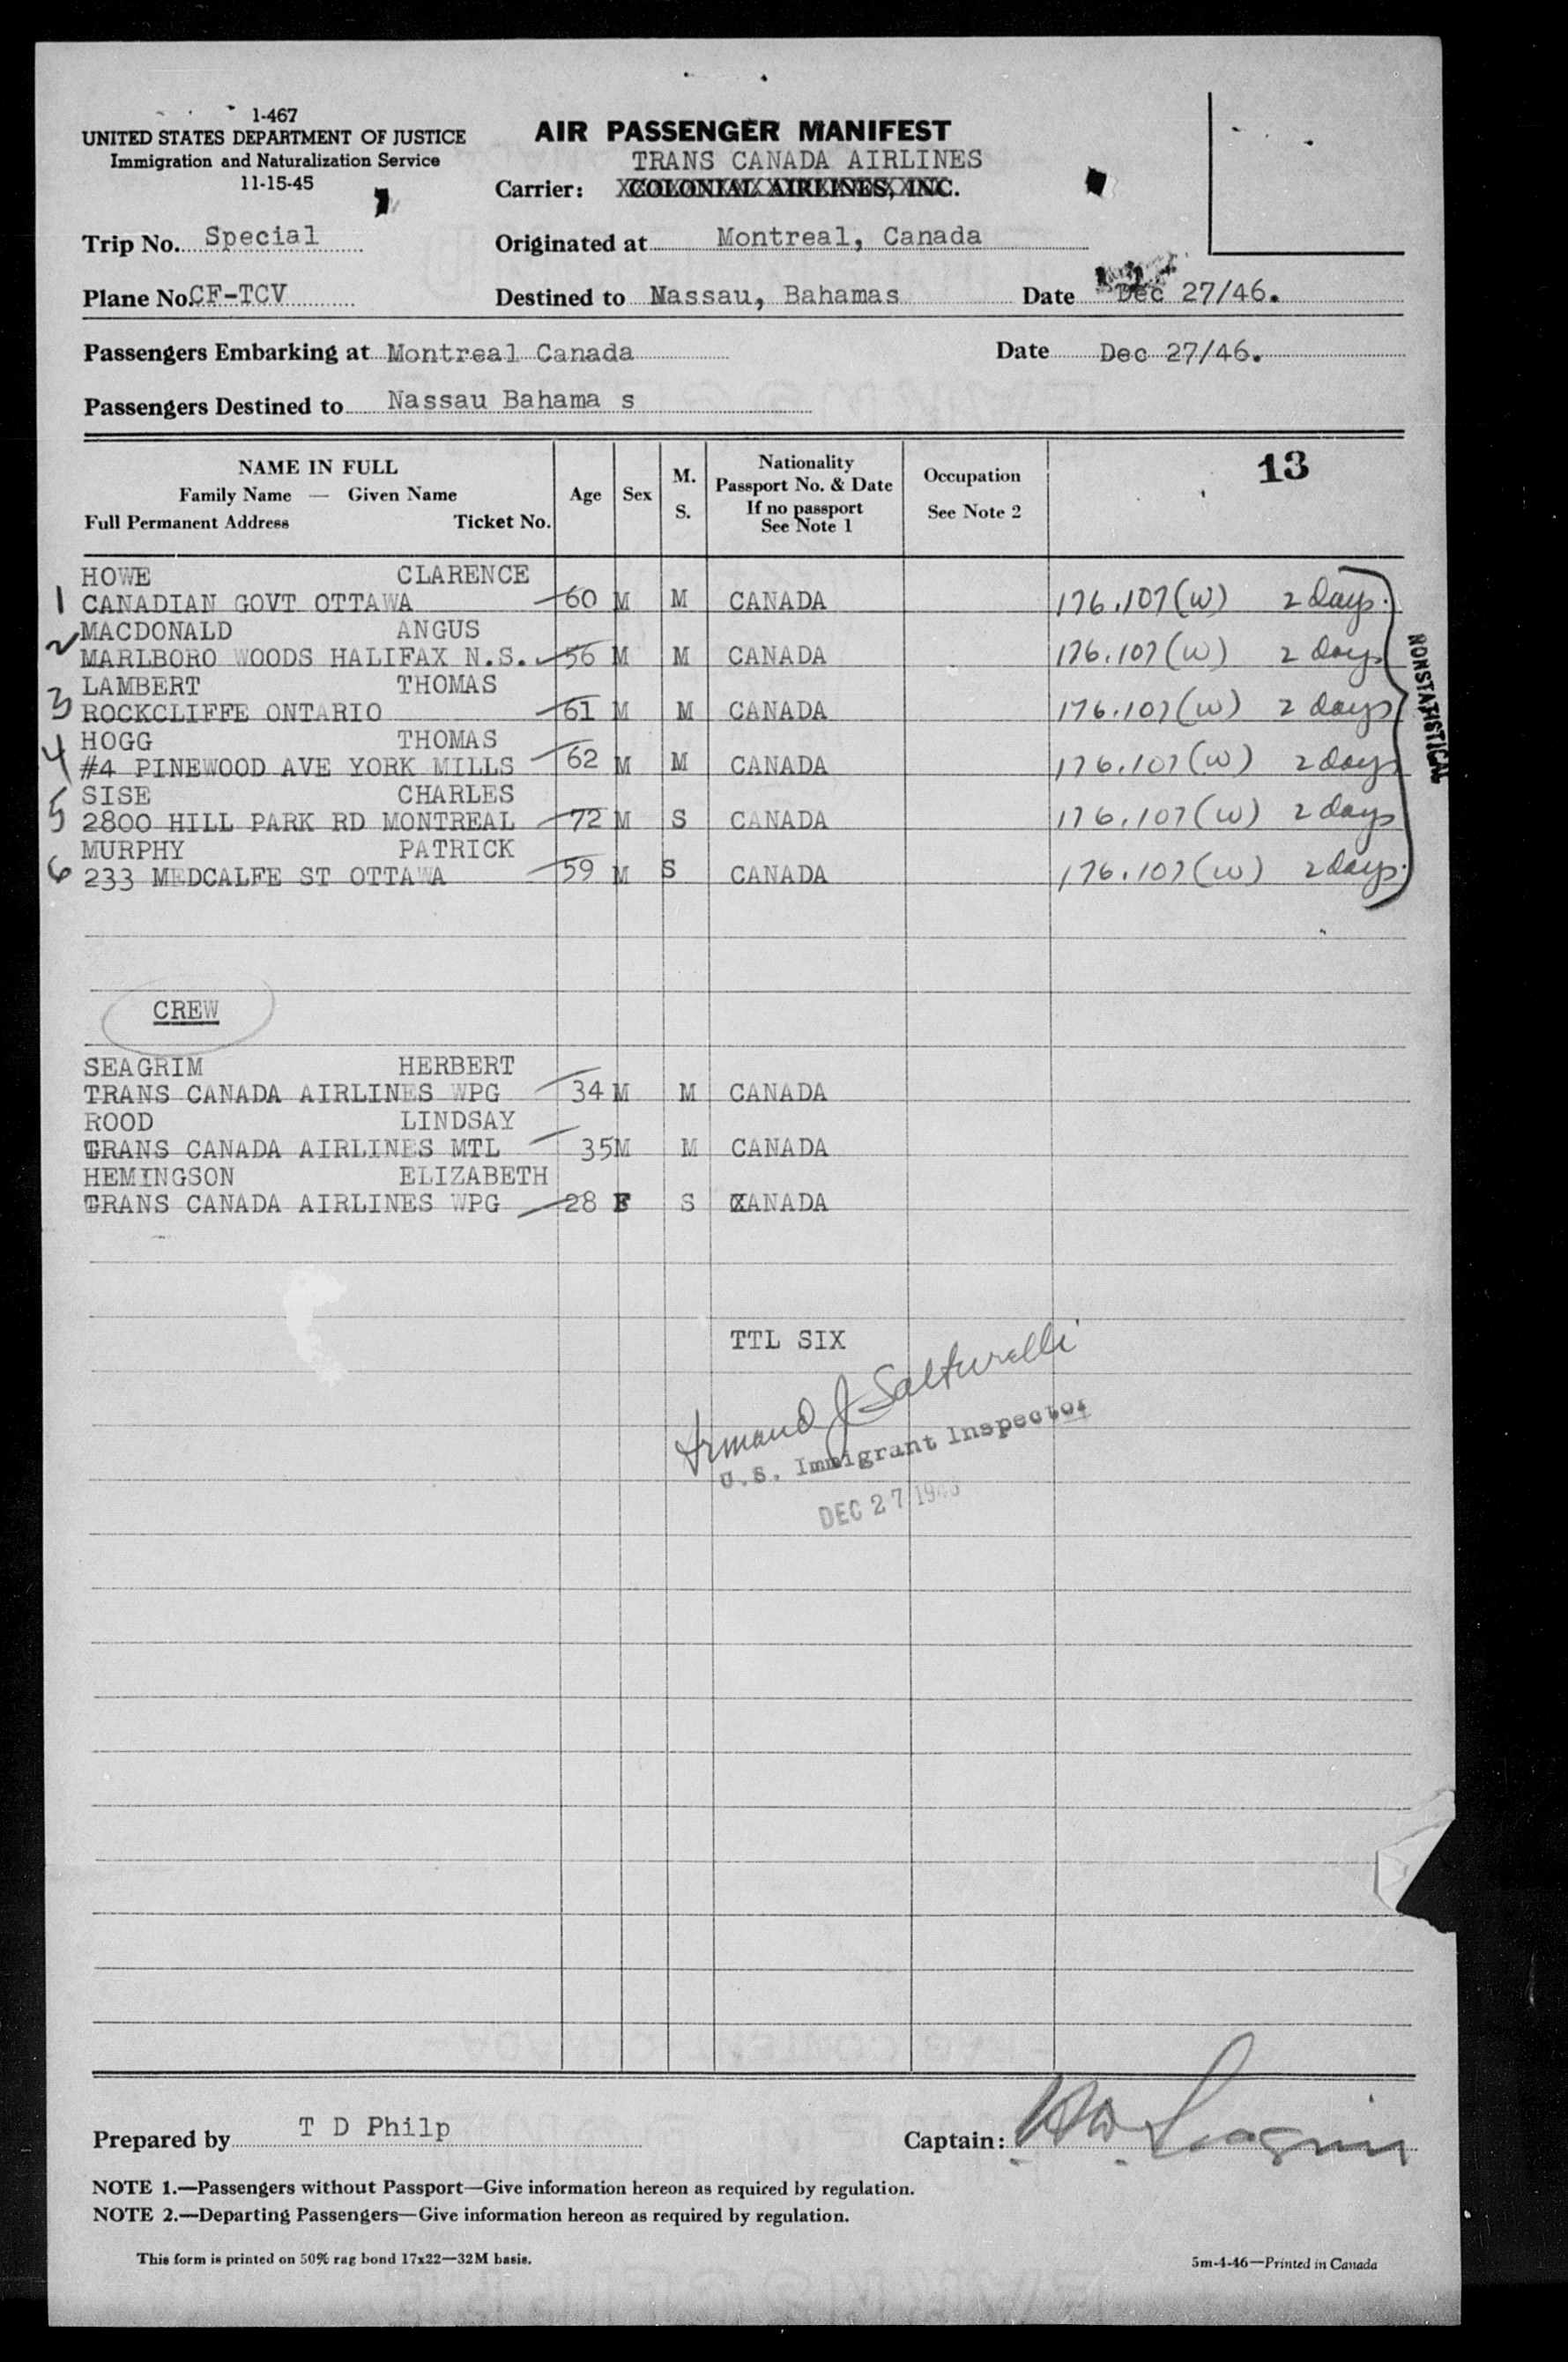 1-467
UNITED STATES DEPARTMENT OF JUSTICE
Immigration and Naturalization Service
11-15-45
AIR PASSENGER MANIFEST
TRANS CANADA AIRLINES
Carrier: COLONIAL AIRLINES, INC.
Trip No. Special
Originated at Montreal, Canada
Plane No. CF-TCV
Destined to Nassau, Bahamas
Date Dec 27/46.
Passengers Embarking at Montreal Canada
Date Dec 27/46.
Passengers Destined to Nassau Bahama s
NAME IN FULL
Family Name — Given Name
Full Permanent Address Ticket No.
Age
Sex
M.
S.
Nationality
Passport No. & Date
If no passport
See Note 1
Occupation
See Note 2
13
HOWE CLARENCE
1 CANADIAN GOVT OTTAWA 60 M M CANADA 176.107(W) 2 days.
MACDONALD ANGUS
2 MARLBORO WOODS HALIFAX N.S. 56 M M CANADA 176.107(W) 2 days
LAMBERT THOMAS
3 ROCKCLIFFE ONTARIO 61 M M CANADA 176.107(W) 2 days
HOGG THOMAS
4 #4 PINEWOOD AVE YORK MILLS 62 M M CANADA 176.107(W) 2 days
SISE CHARLES
5 2800 HILL PARK RD MONTREAL 72 M S CANADA 176.107(W) 2 days
MURPHY PATRICK
6 233 MEDCALFE ST OTTAWA 59 M S CANADA 176.107(W) 2 days.
NONSTATISTICAL
CREW
SEAGRIM HERBERT
TRANS CANADA AIRLINES WPG 34 M M CANADA
ROOD LINDSAY
TRANS CANADA AIRLINES MTL 35M M CANADA
HEMINGSON ELIZABETH
TRANS CANADA AIRLINES WPG 28 F S CANADA
TTL SIX
Armand J Salturelli
U.S. Immigrant Inspector
DEC 27 1946
Prepared by T D Philp
Captain: HW Seagrim
NOTE 1.—Passengers without Passport—Give information hereon as required by regulation.
NOTE 2.—Departing Passengers—Give information hereon as required by regulation.
This form is printed on 50% rag bond 17x22—32M basis.
5m-4-46—Printed in Canada